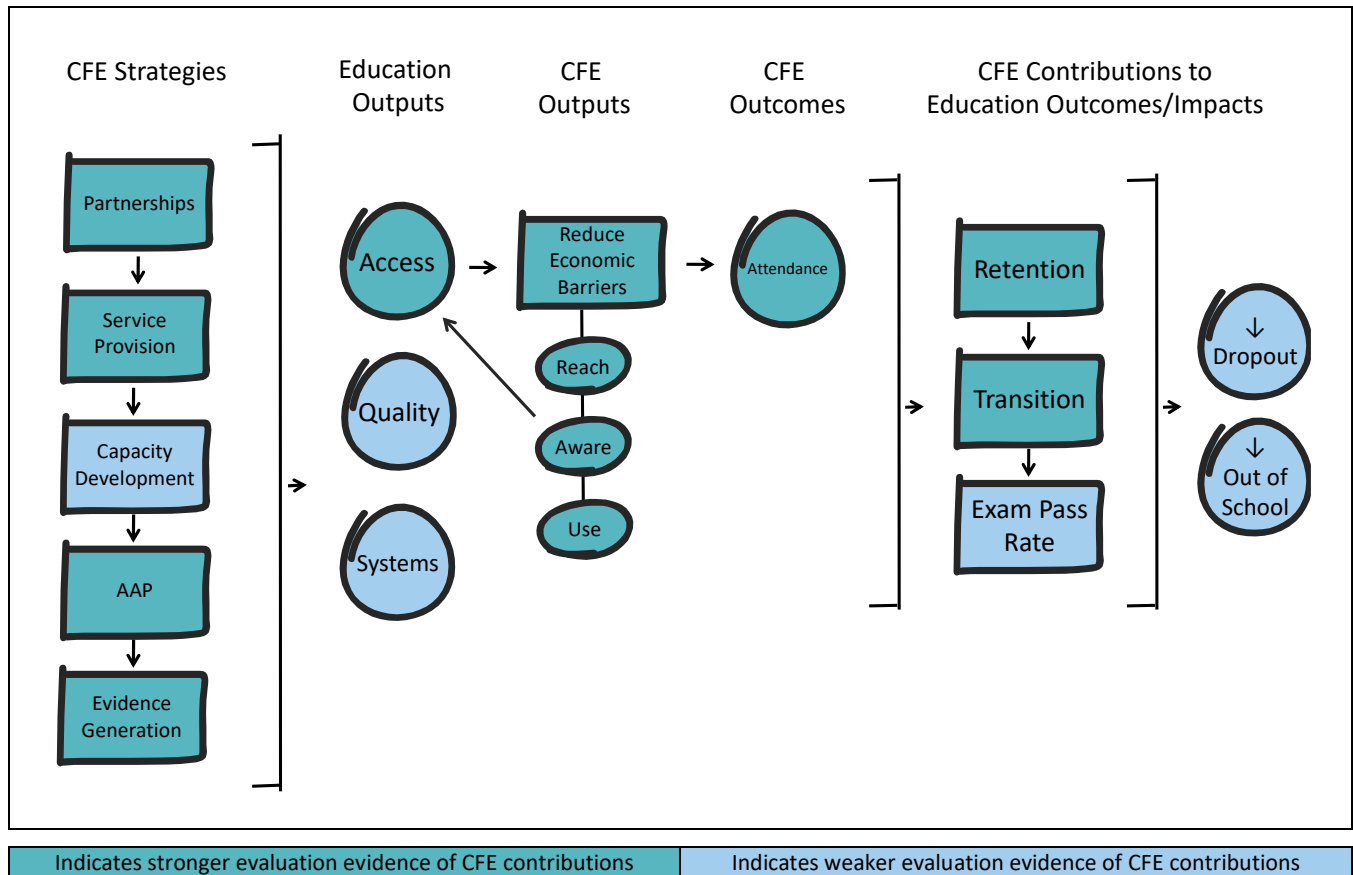 CFE Strategies
Education
Outputs
CFE
Outputs
CFE
Outcomes
CFE Contributions to
Education Outcomes/Impacts
Partnerships
Service
Provision
Capacity
Development
AAP
Evidence
Generation
Access
Quality
Systems
Reduce
Economic
Barriers
Reach
Aware
Use
Attendance
Retention
Transition
Exam Pass
Rate
↓
Dropout
↓
Out of
School
Indicates stronger evaluation evidence of CFE contributions
Indicates weaker evaluation evidence of CFE contributions